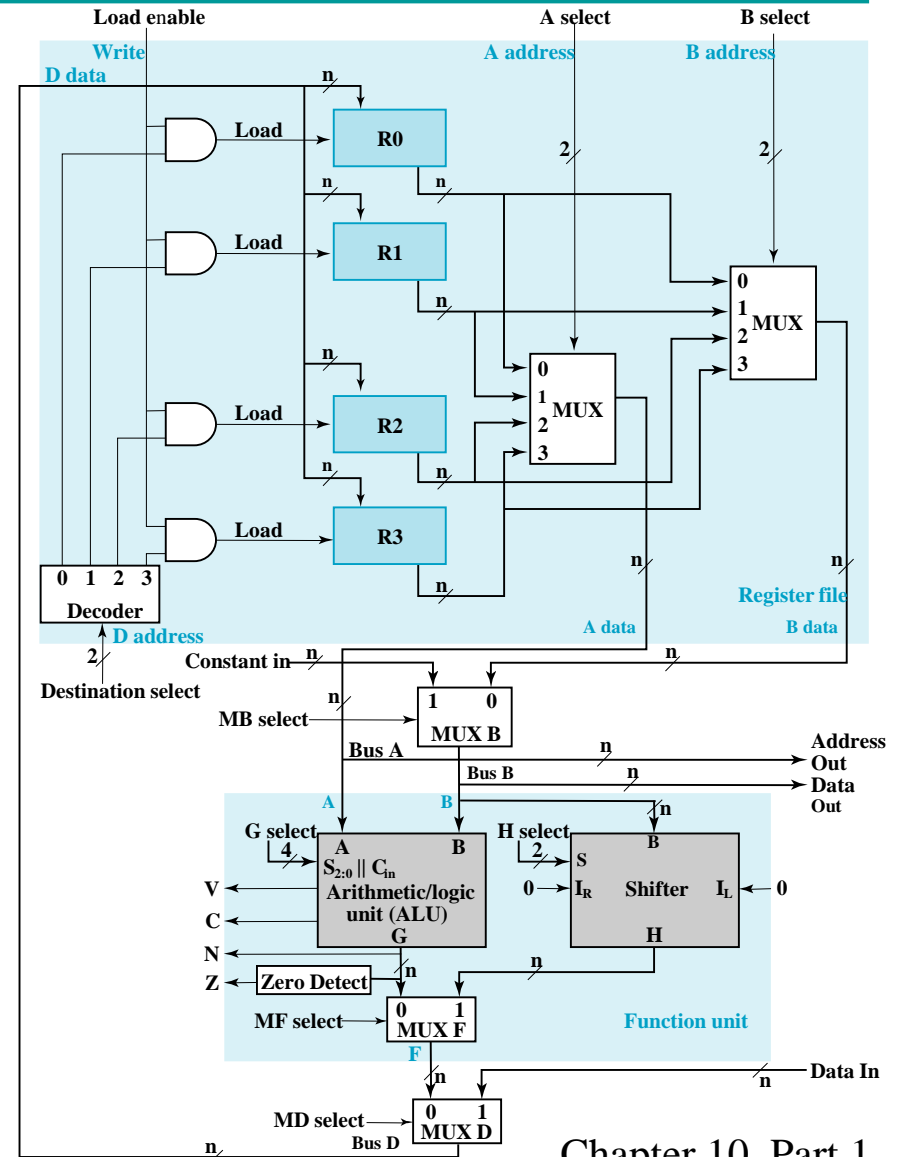 Load enable
A select
B select
Write
A address
B address
D data
n
Load
R0
2
2
n
n
Load
R1
n
0
1
MUX
2
3
n
0
1
MUX
2
3
Load
R2
n
n
Load
R3
n
n
n
0 1 2 3
Decoder
Register file
D address
A data
B data
2
Constant in
n
n
Destination select
n
1 0
MB select
MUX B
Bus A
n
Address
Out
Bus B
n
Data
Out
A
B
n
G select
4
A
B
S2:0 || Cin
Arithmetic/logic
unit (ALU)
G
H select
2
B
S
0
IR
Shifter
IL
0
H
V
C
N
Z
Zero Detect
n
n
0 1
MF select
MUX F
Function unit
F
n
n
Data In
0 1
MD select
MUX D
Bus D
n
Chapter 10 Part 1